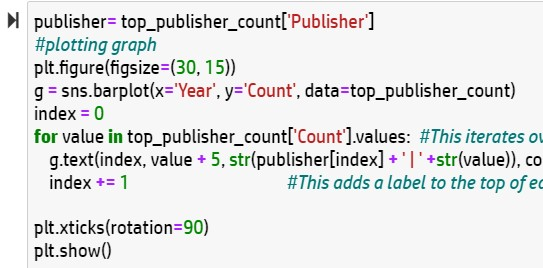 publisher= top_publisher_count['Publisher']
#plotting graph
plt.figure(figsize=(30, 15))
g = sns.barplot(x='Year', y='Count', data=top_publisher_count)
index = 0
for value in top_publisher_count['Count'].values:  #This iterates ov
    g.text(index, value + 5, str(publisher[index] + '|' +str(value)), co
    index += 1                              #This adds a label to the top of ea
plt.xticks(rotation=90)
plt.show()